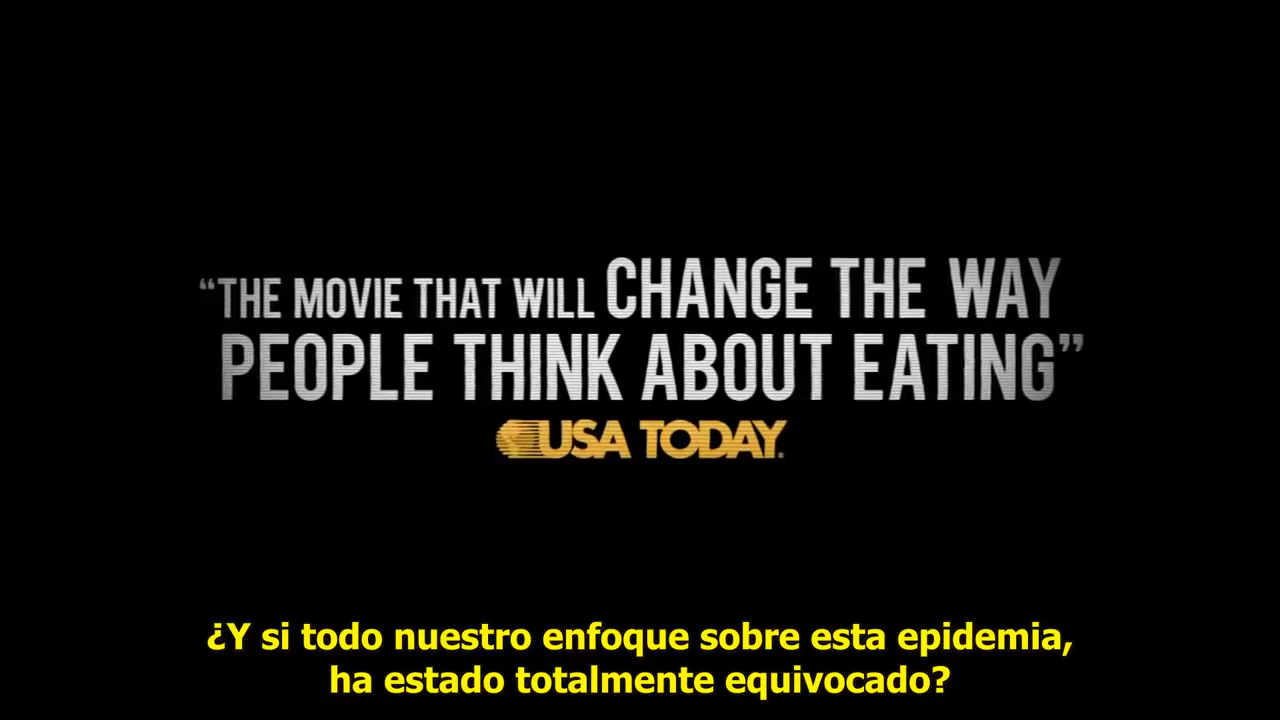 “THE MOVIE THAT WILL CHANGE THE WAY
PEOPLE THINK ABOUT EATING”
USA TODAY
¿Y si todo nuestro enfoque sobre esta epidemia,
ha estado totalmente equivocado?